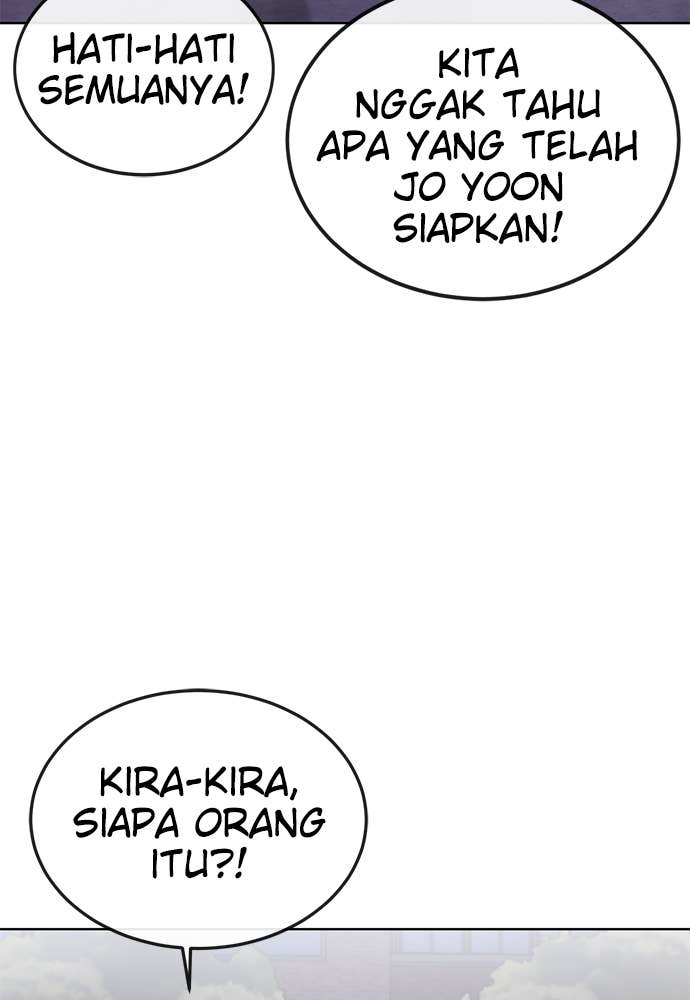 HATI-HATI
SEMUANYA!
KITA
NGGAK TAHU
APA YANG TELAH
JO YOON
SIAPKAN!
KIRA-KIRA,
SIAPA ORANG
ITU?!